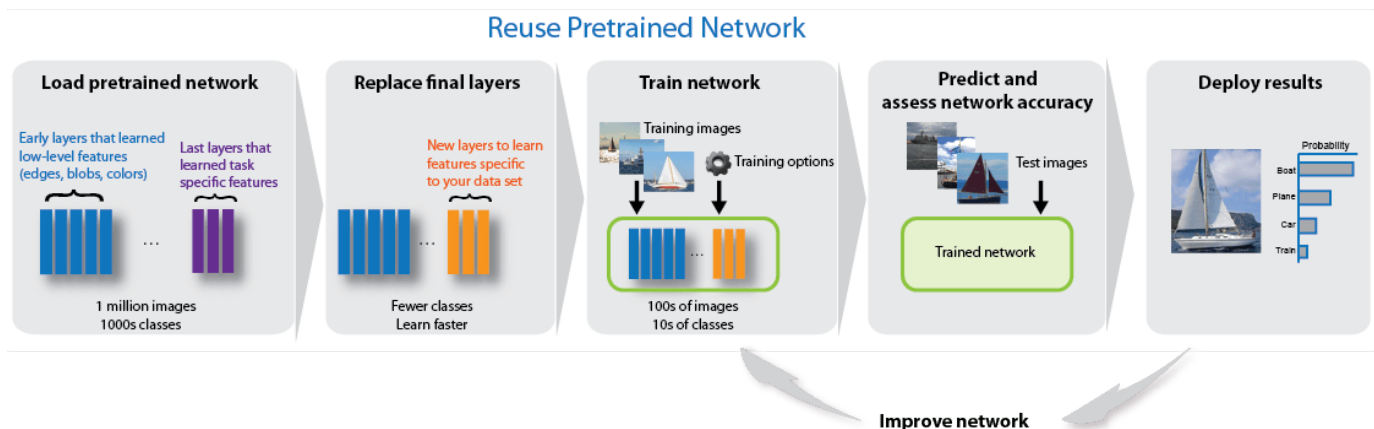 Reuse Pretrained Network
Load pretrained network
Early layers that learned
low-level features
(edges, blobs, colors)
Last layers that
learned task
specific features
...
1 million images
1000s classes
Replace final layers
New layers to learn
features specific
to your data set
...
Fewer classes
Learn faster
Train network
Training images
Training options
...
100s of images
10s of classes
Predict and
assess network accuracy
Test images
Trained network
Deploy results
Probability
Boat
Plane
Car
Train
Improve network